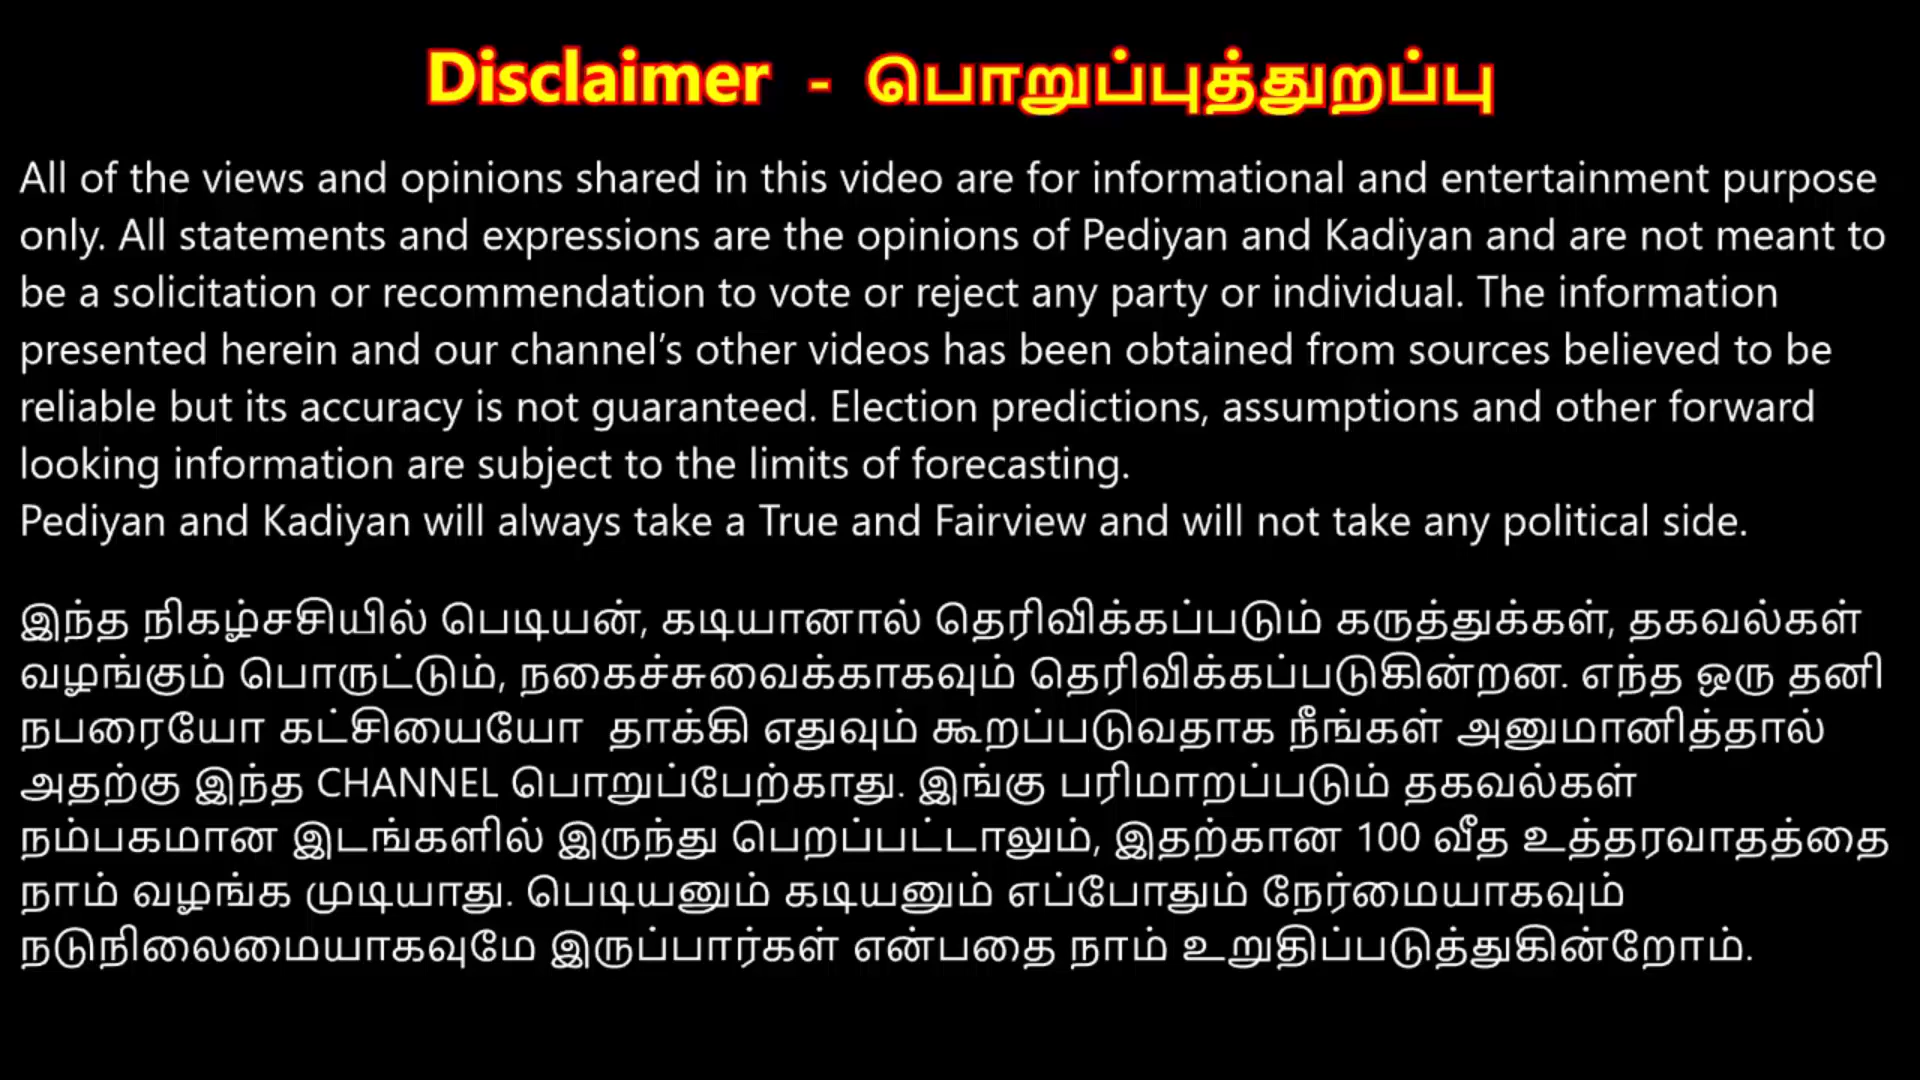 Disclaimer - பொறுப்புத்துறப்பு
All of the views and opinions shared in this video are for informational and entertainment purpose
only. All statements and expressions are the opinions of Pediyan and Kadiyan and are not meant to
be a solicitation or recommendation to vote or reject any party or individual. The information
presented herein and our channel’s other videos has been obtained from sources believed to be
reliable but its accuracy is not guaranteed. Election predictions, assumptions and other forward
looking information are subject to the limits of forecasting.
Pediyan and Kadiyan will always take a True and Fairview and will not take any political side.
இந்த நிகழ்சசியில் பெடியன், கடியானால் தெரிவிக்கப்படும் கருத்துக்கள், தகவல்கள்
வழங்கும் பொருட்டும், நகைச்சுவைக்காகவும் தெரிவிக்கப்படுகின்றன. எந்த ஒரு தனி
நபரையோ கட்சியையோ தாக்கி எதுவும் கூறப்படுவதாக நீங்கள் அனுமானித்தால்
அதற்கு இந்த CHANNEL பொறுப்பேற்காது. இங்கு பரிமாறப்படும் தகவல்கள்
நம்பகமான இடங்களில் இருந்து பெறப்பட்டாலும், இதற்கான 100 வீத உத்தரவாதத்தை
நாம் வழங்க முடியாது. பெடியனும் கடியனும் எப்போதும் நேர்மையாகவும்
நடுநிலைமையாகவுமே இருப்பார்கள் என்பதை நாம் உறுதிப்படுத்துகின்றோம்.